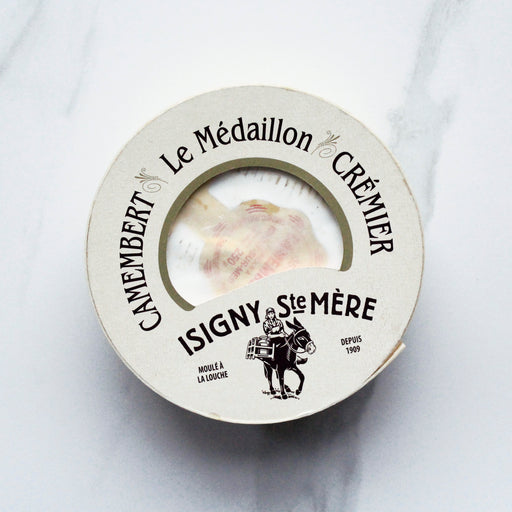 CAMEMBERT
Le Médaillon
CRÉMIER
ISIGNY Ste MÈRE
MOULÉ À
LA LOUCHE
DEPUIS
1909